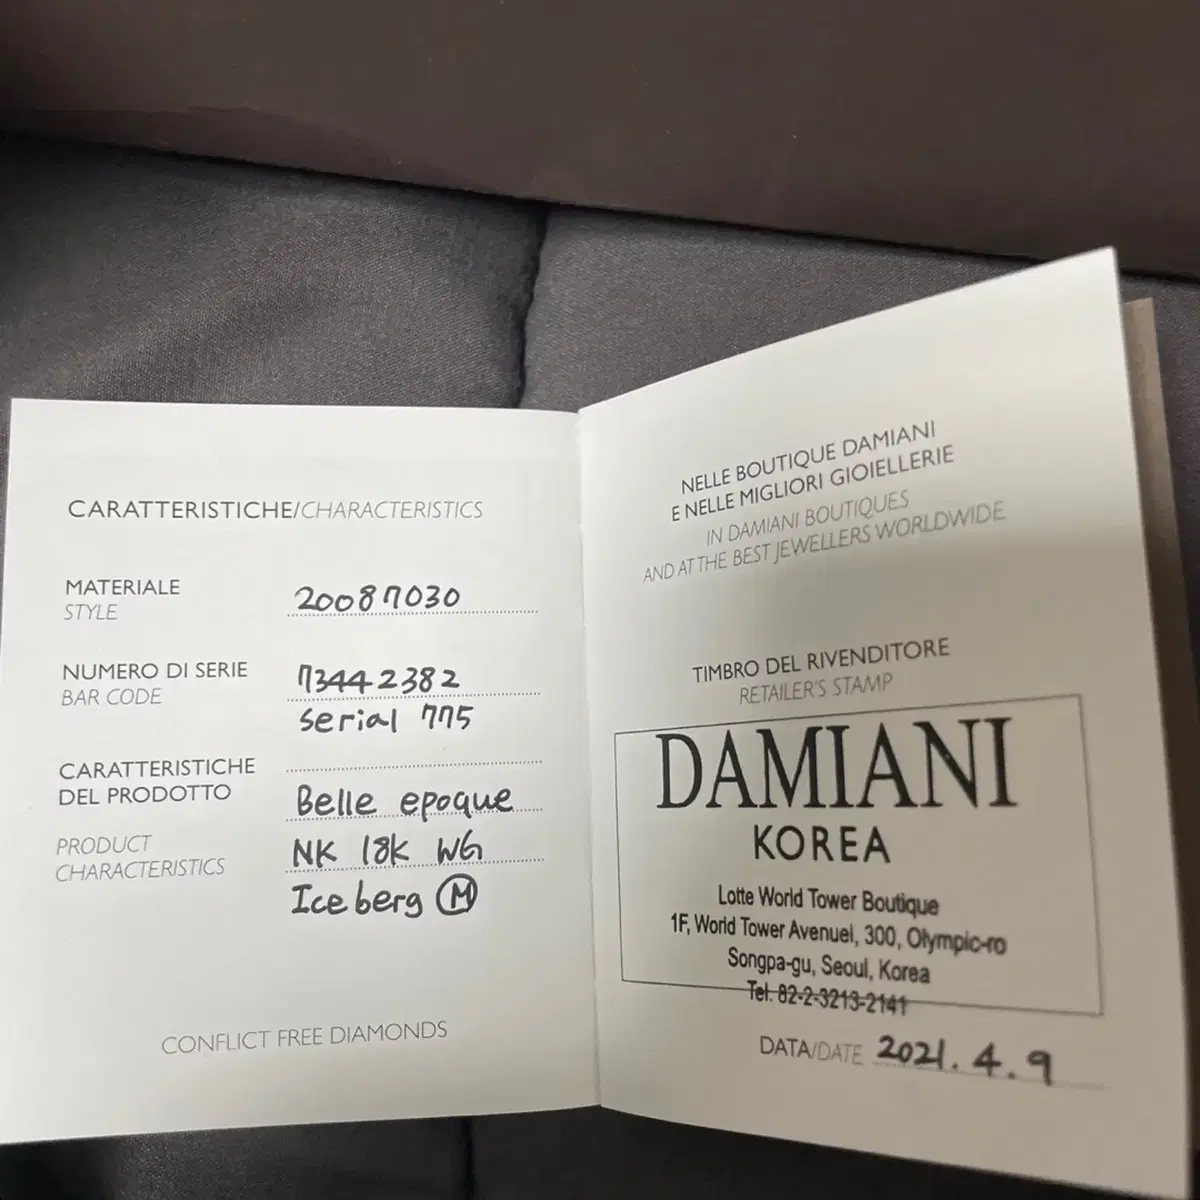 CARATTERISTICHE/CHARACTERISTICS
MATERIALE
STYLE
20087030
NUMERO DI SERIE
BAR CODE
73442382
Serial 775
CARATTERISTICHE
DEL PRODOTTO
PRODUCT
CHARACTERISTICS
Belle epoque
NK 18K WG
Iceberg M
CONFLICT FREE DIAMONDS
NELLE BOUTIQUE DAMIANI
E NELLE MIGLIORI GIOIELLERIE
IN DAMIANI BOUTIQUES
AND AT THE BEST JEWELLERS WORLDWIDE
TIMBRO DEL RIVENDITORE
RETAILER'S STAMP
DAMIANI
KOREA
Lotte World Tower Boutique
1F, World Tower Avenuel, 300, Olympic-ro
Songpa-gu, Seoul, Korea
Tel. 82-2-3213-2141
DATA/DATE 2021.4.9